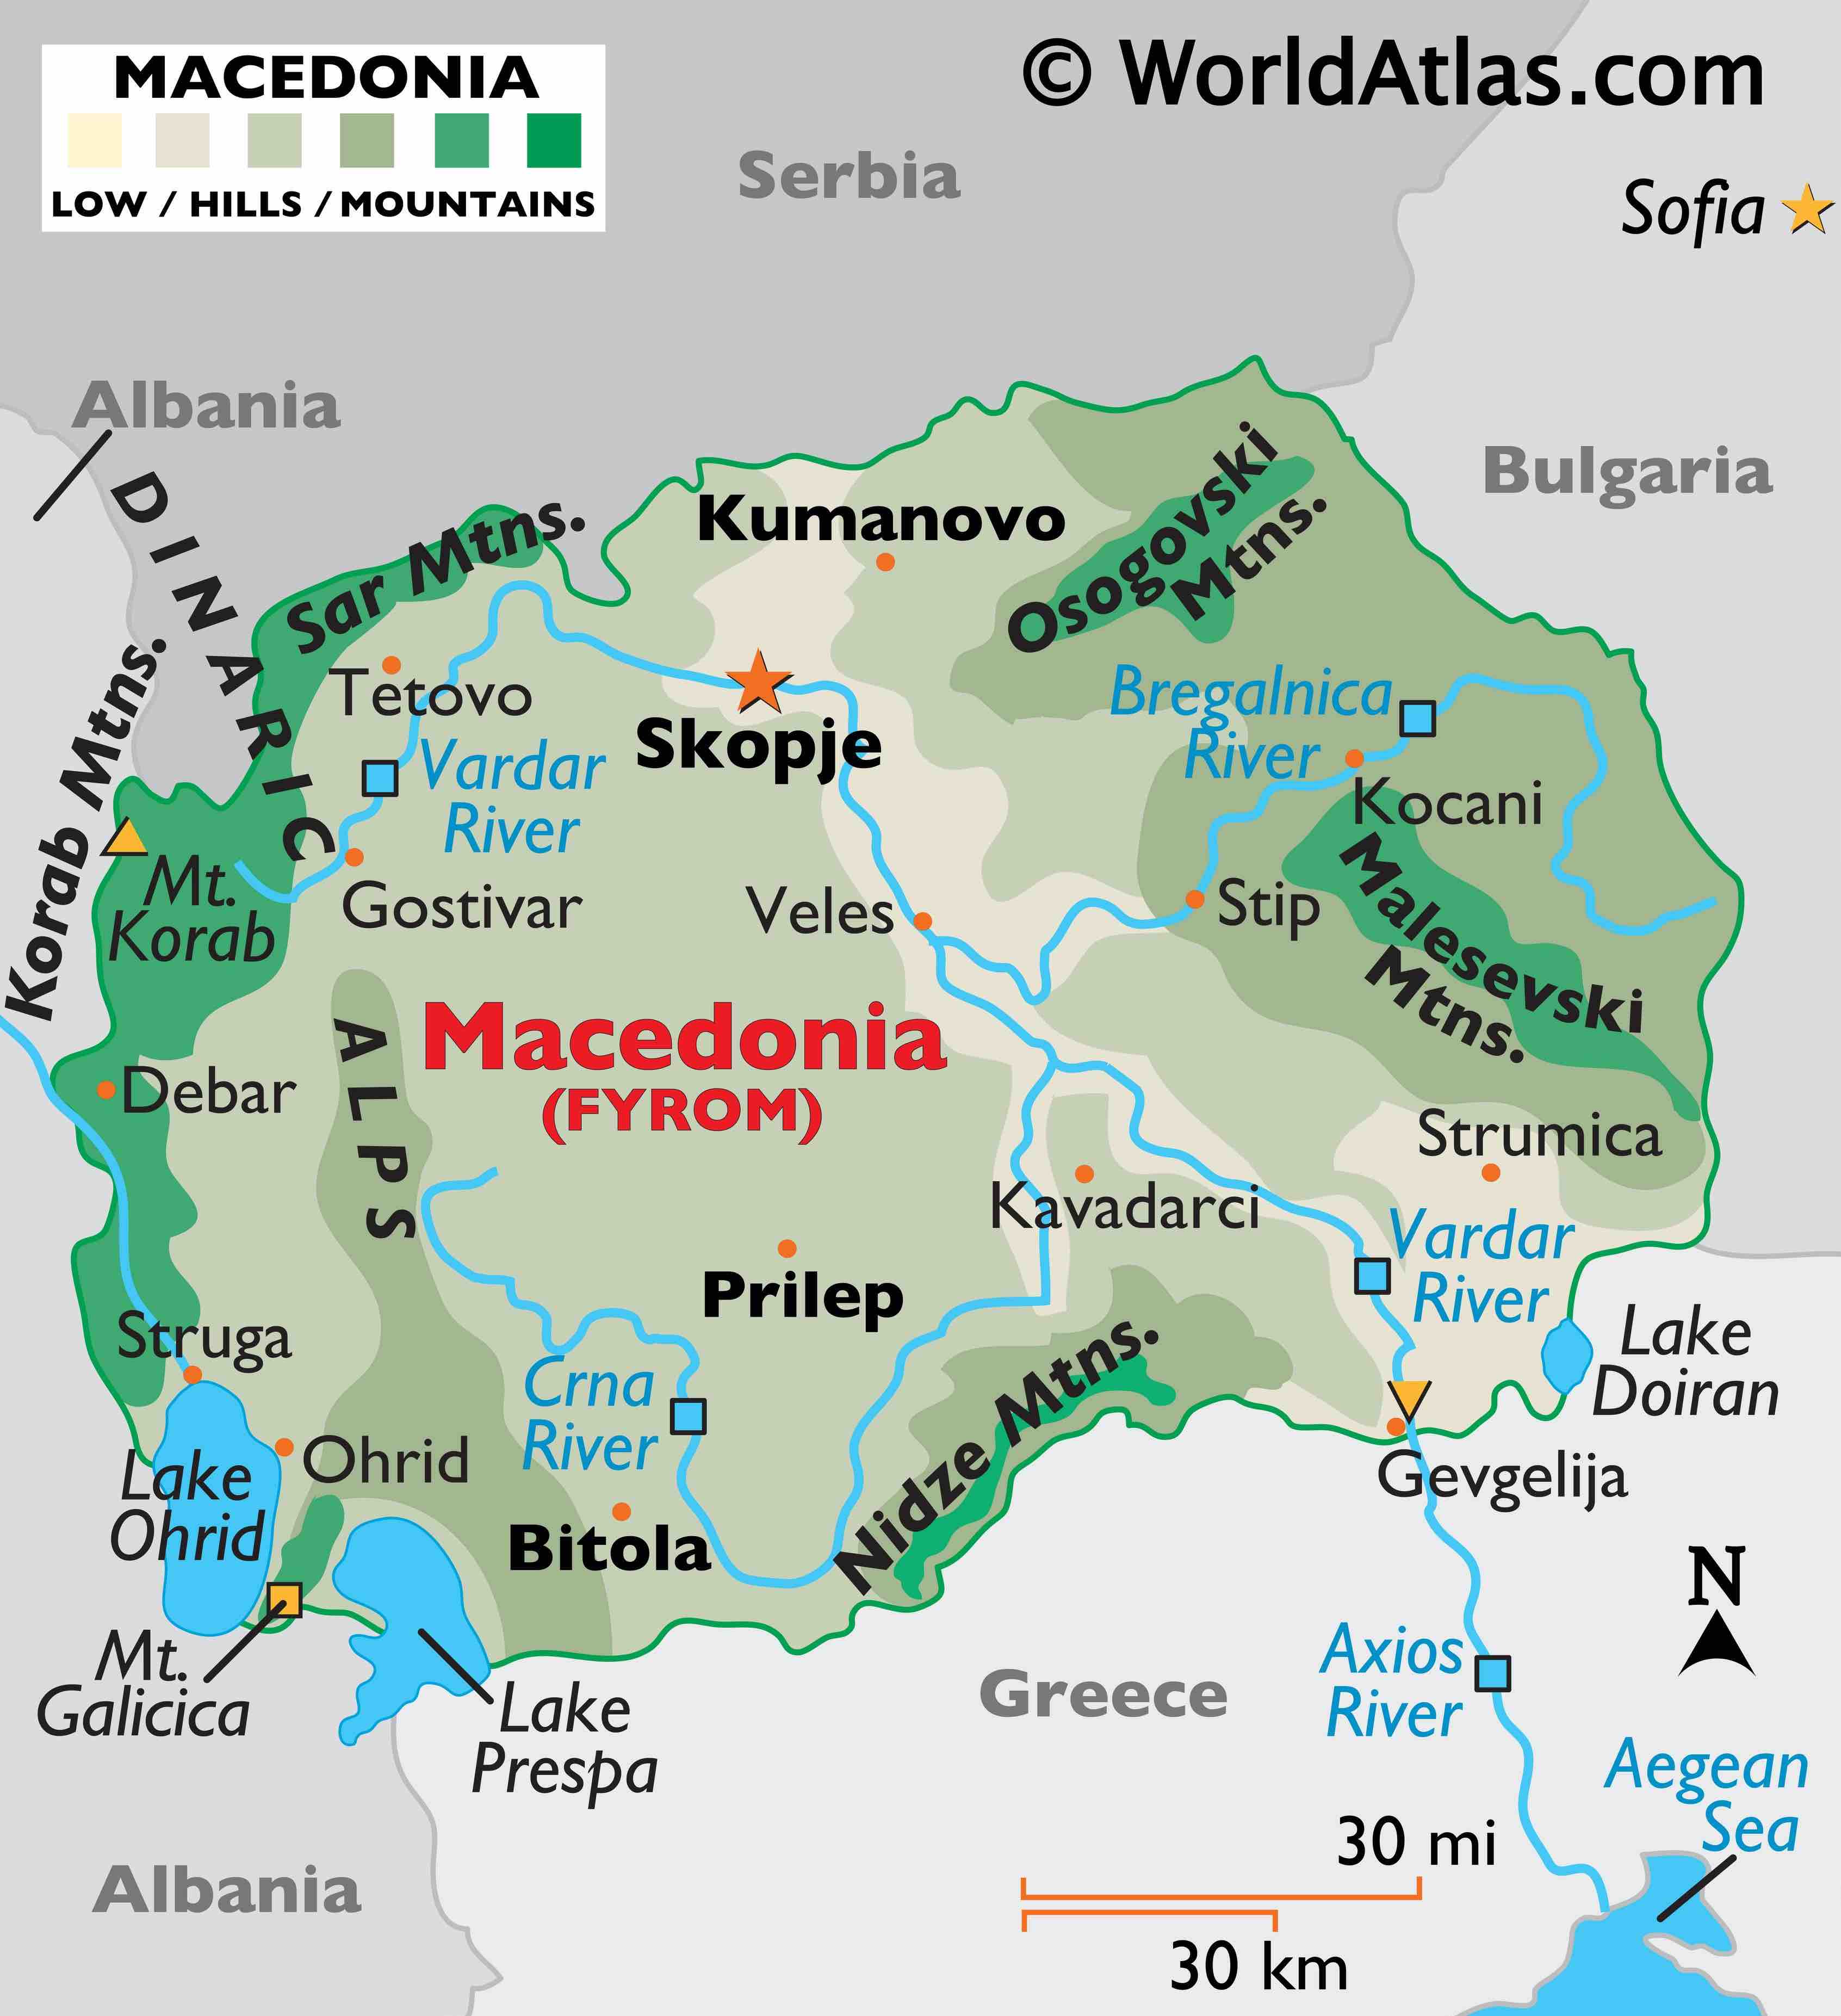 MACEDONIA
LOW / HILLS / MOUNTAINS
© WorldAtlas.com
Serbia
Sofia
Albania
Bulgaria
DINARIC
ALPS
Sar Mtns.
Kumanovo
Osogovski
Mtns.
Korab Mtns.
Tetovo
Skopje
Bregalnica
River
Vardar
River
Kocani
Mt.
Korab
Gostivar
Veles
Stip
Malesevski
Mtns.
Macedonia
(FYROM)
Debar
Strumica
Kavadarci
Vardar
River
Prilep
Struga
Lake
Doiran
Crna
River
Nidze Mtns.
Ohrid
Lake
Ohrid
Gevgelija
Bitola
N
Mt.
Galicica
Lake
Prespa
Greece
Axios
River
Aegean
Sea
Albania
30 mi
30 km